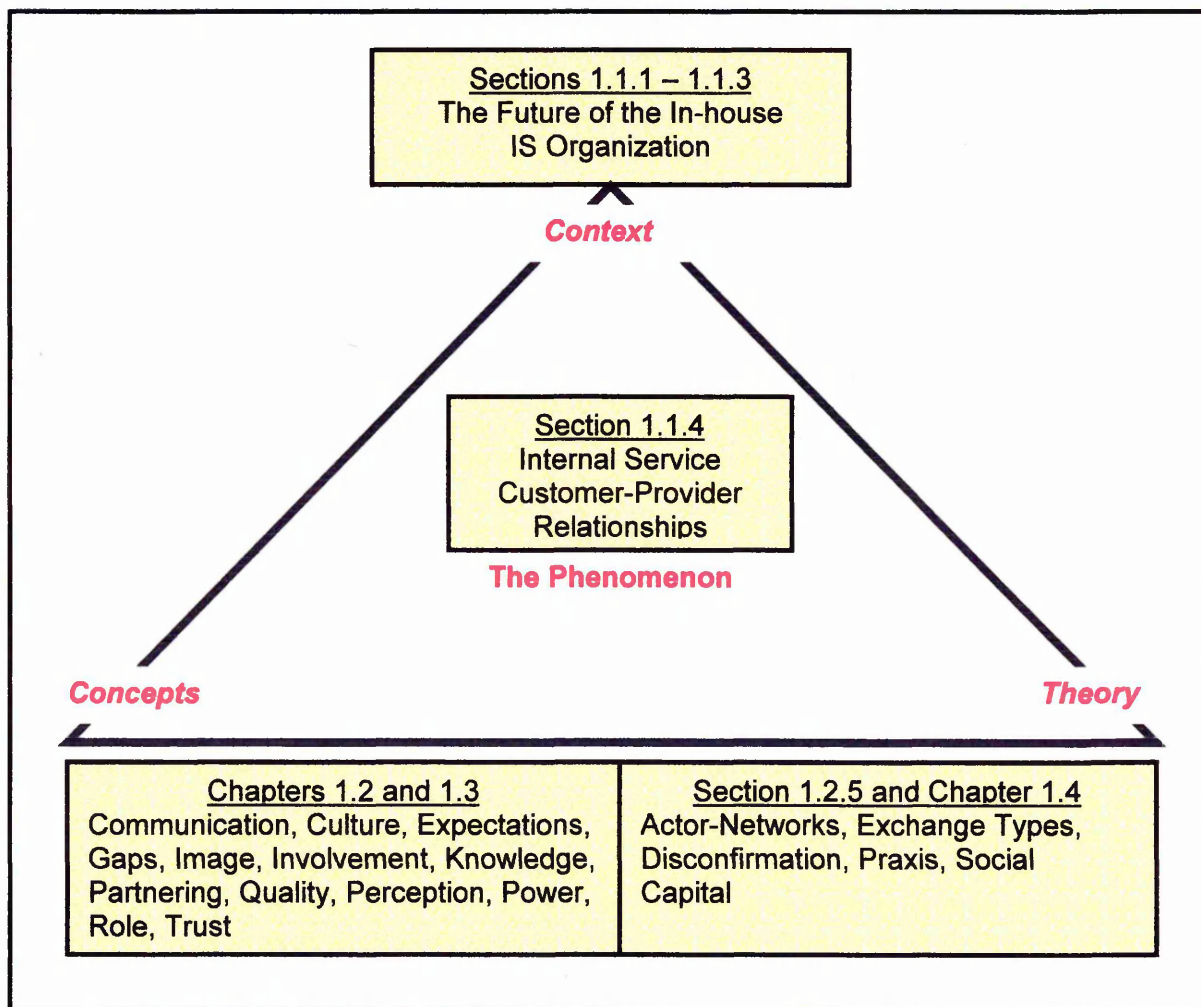 Sections 1.1.1 – 1.1.3
The Future of the In-house
IS Organization
Context
Section 1.1.4
Internal Service
Customer-Provider
Relationships
The Phenomenon
Concepts
Theory
Chapters 1.2 and 1.3
Communication, Culture, Expectations,
Gaps, Image, Involvement, Knowledge,
Partnering, Quality, Perception, Power,
Role, Trust
Section 1.2.5 and Chapter 1.4
Actor-Networks, Exchange Types,
Disconfirmation, Praxis, Social
Capital